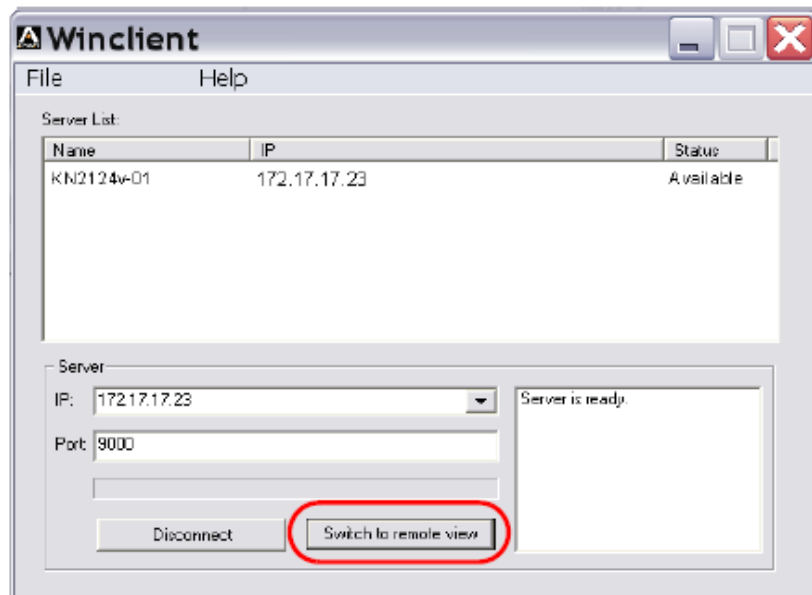 Winclient
File Help
Server List:
Name IP Status
KN2124v-01 172.17.17.23 Available
Server
IP: 172.17.17.23
Server is ready.
Port: 9000
Disconnect Switch to remote view